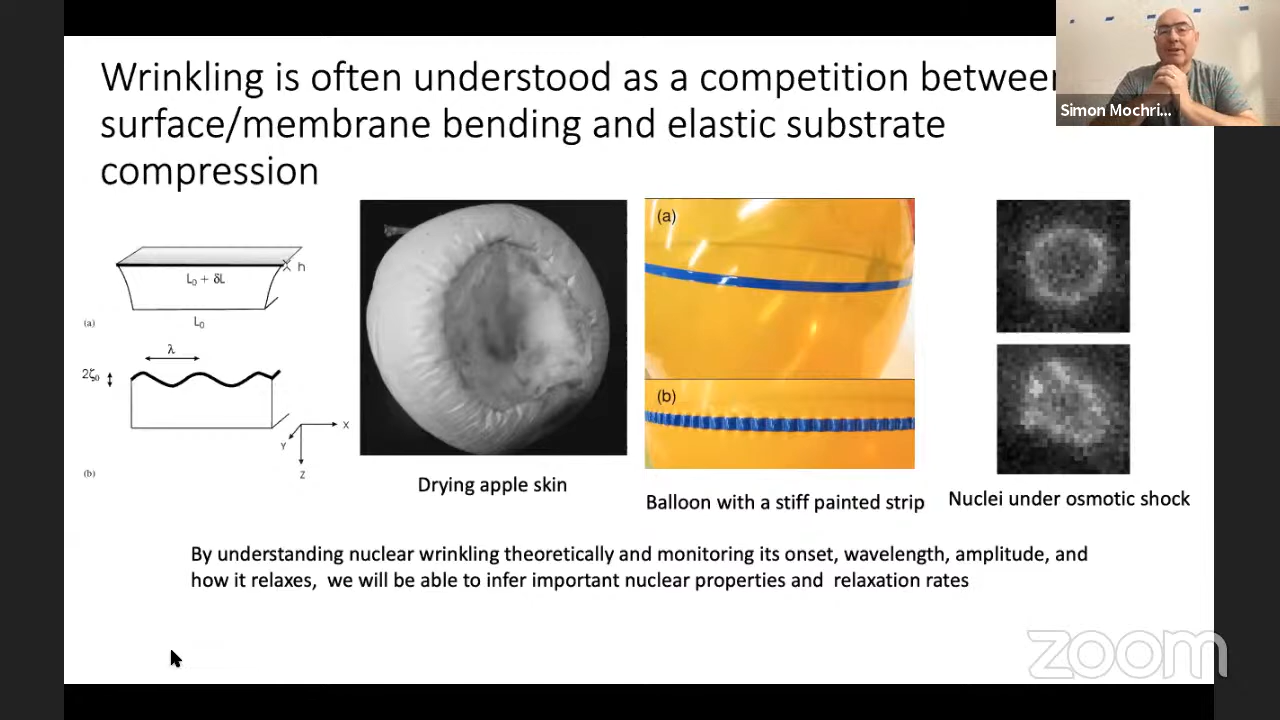 Wrinkling is often understood as a competition between
surface/membrane bending and elastic substrate
compression
Simon Mochri...
L₀ + δL
h
L₀
(a)
λ
2ζ₀
X
Y
Z
(b)
Drying apple skin
(a)
(b)
Balloon with a stiff painted strip
Nuclei under osmotic shock
By understanding nuclear wrinkling theoretically and monitoring its onset, wavelength, amplitude, and
how it relaxes, we will be able to infer important nuclear properties and relaxation rates
zoom